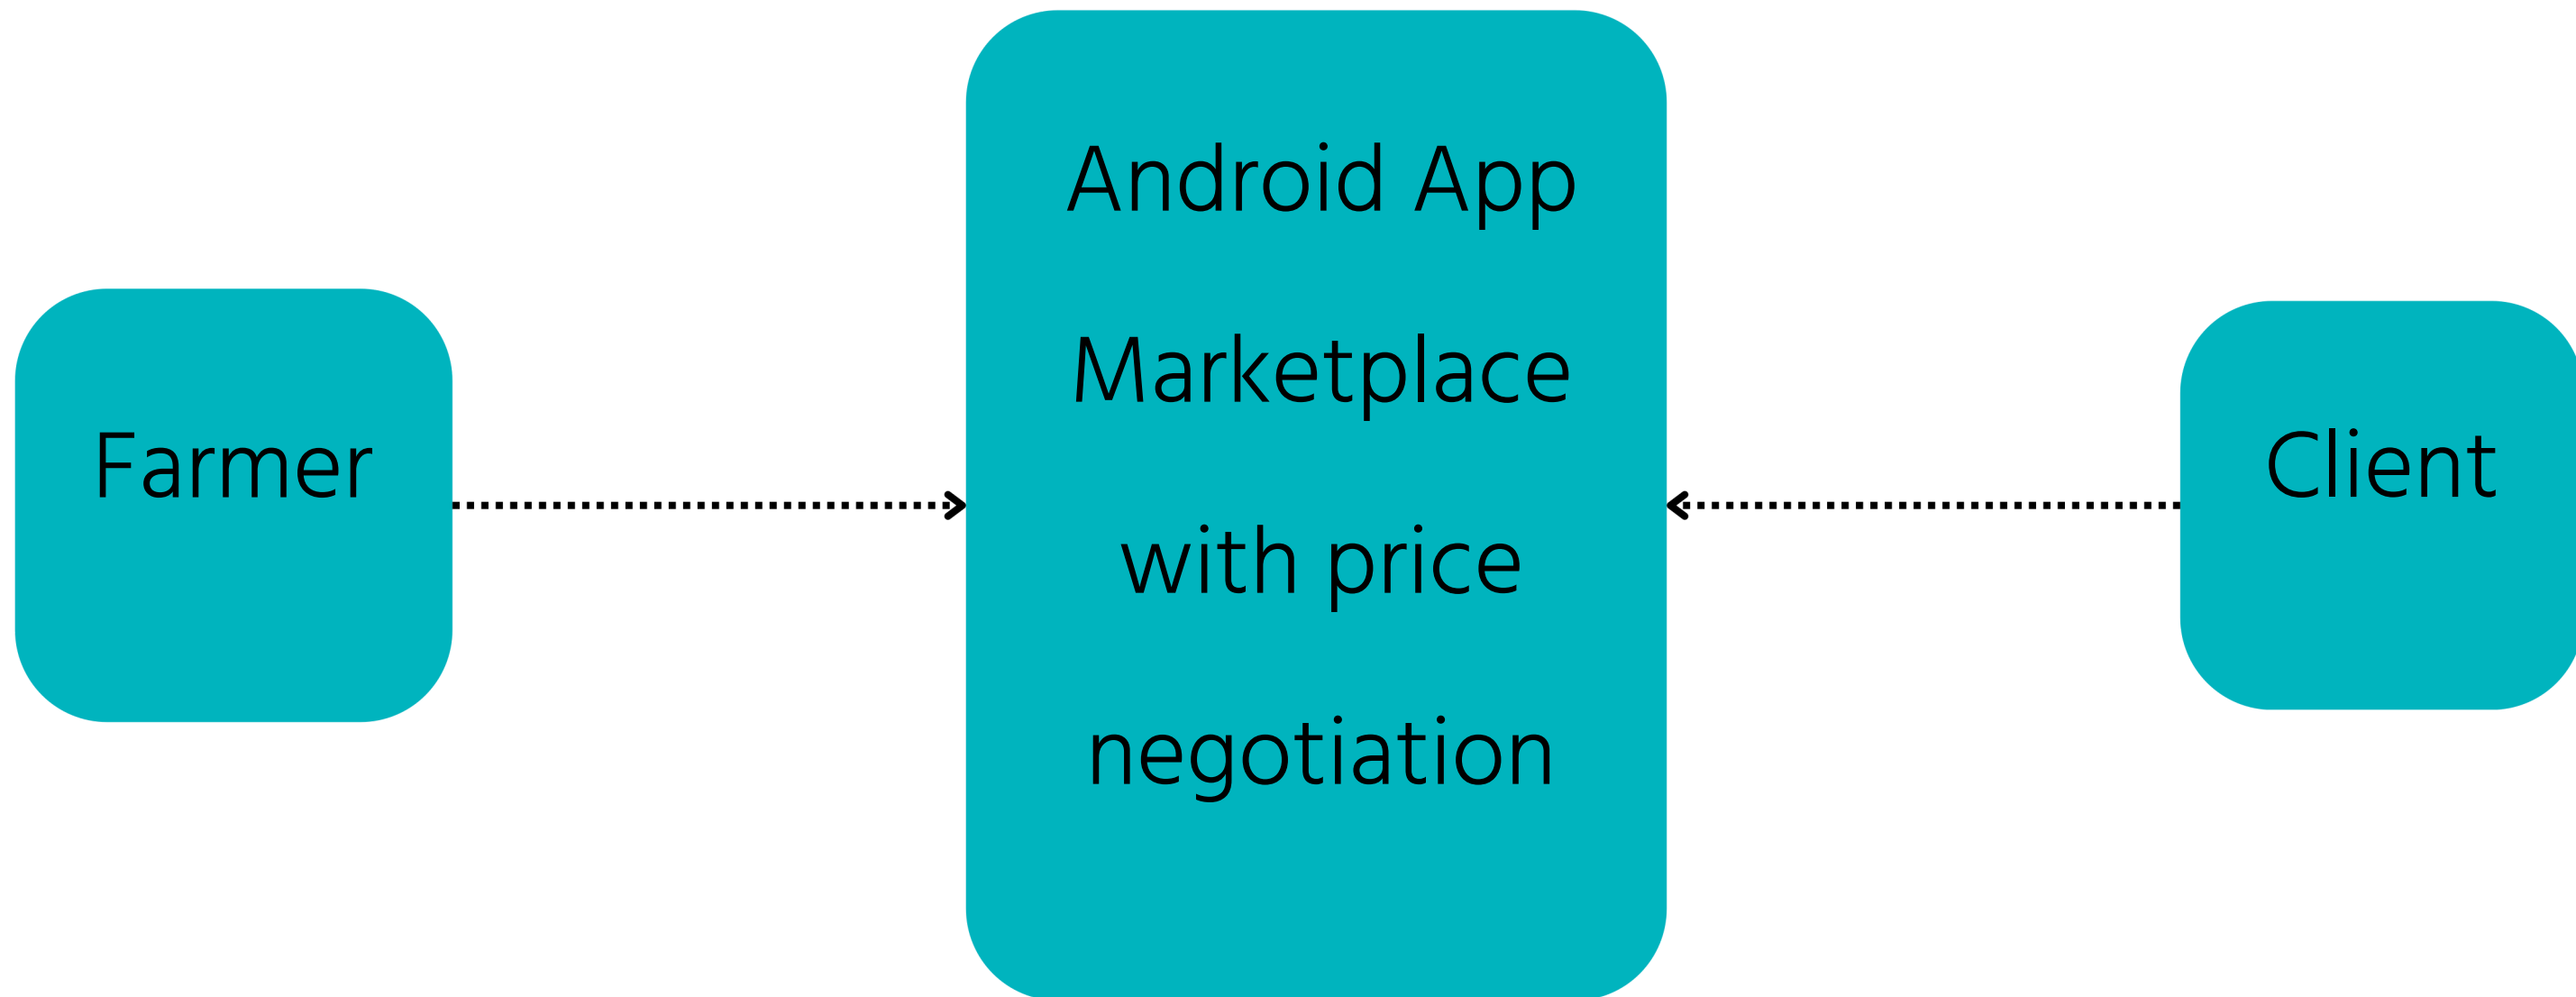 Farmer
Android App
Marketplace
with price
negotiation
Client